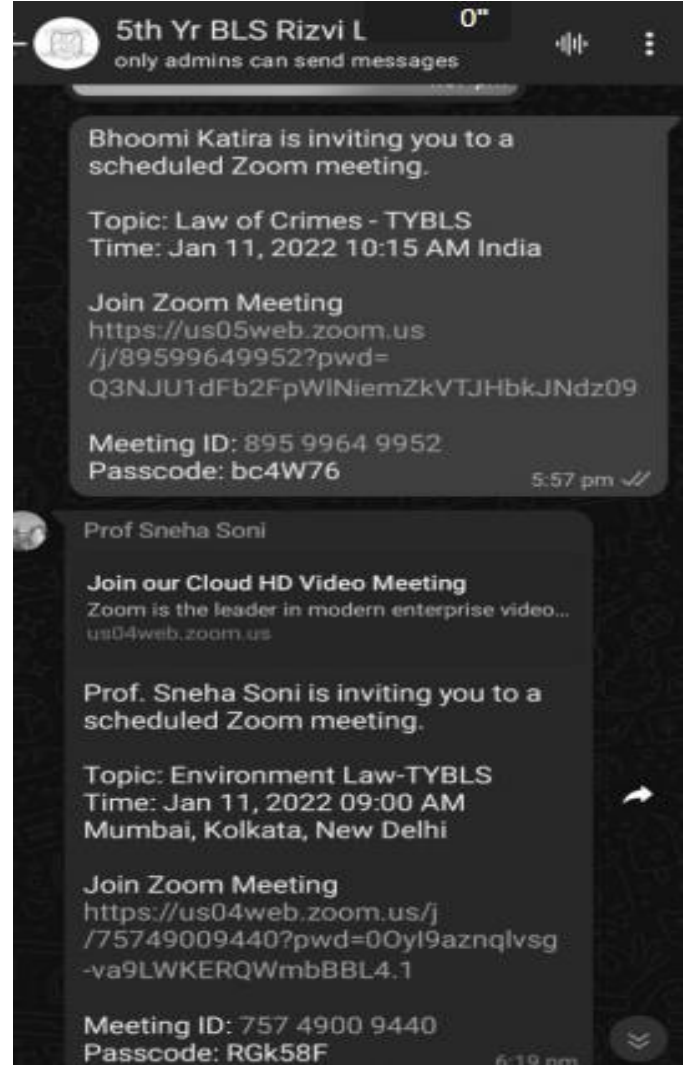 5th Yr BLS Rizvi L
0"
only admins can send messages
Bhoomi Katira is inviting you to a
scheduled Zoom meeting.
Topic: Law of Crimes - TYBLS
Time: Jan 11, 2022 10:15 AM India
Join Zoom Meeting
https://us05web.zoom.us
/j/89599649952?pwd=
Q3NJU1dFb2FpWlNiemZkVTJHbkJNdz09
Meeting ID: 895 9964 9952
Passcode: bc4W76
5:57 pm
Prof Sneha Soni
Join our Cloud HD Video Meeting
Zoom is the leader in modern enterprise video...
us04web.zoom.us
Prof. Sneha Soni is inviting you to a
scheduled Zoom meeting.
Topic: Environment Law-TYBLS
Time: Jan 11, 2022 09:00 AM
Mumbai, Kolkata, New Delhi
Join Zoom Meeting
https://us04web.zoom.us/j
/75749009440?pwd=0OyI9aznqlvsg
-va9LWKERQWmbBBL4.1
Meeting ID: 757 4900 9440
Passcode: RGk58F
6:19 pm